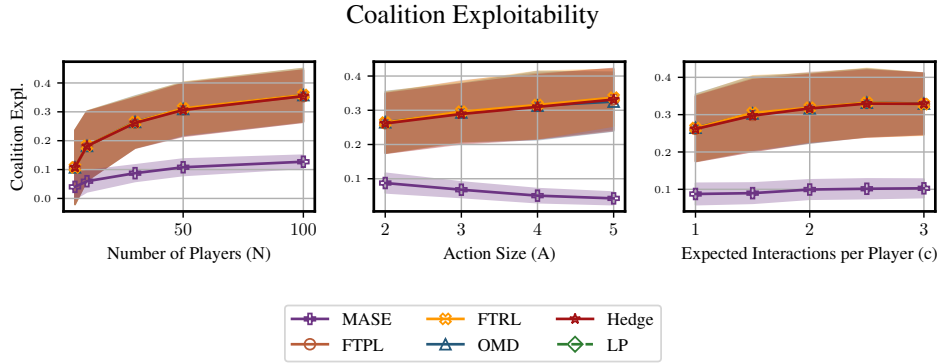 Coalition Exploitability
Coalition Expl.
0.4
0.3
0.2
0.1
0.0
50
100
Number of Players (N)
0.4
0.3
0.2
0.1
2
3
4
5
Action Size (A)
0.4
0.3
0.2
0.1
1
2
3
Expected Interactions per Player (c)
MASE
FTRL
Hedge
FTPL
OMD
LP